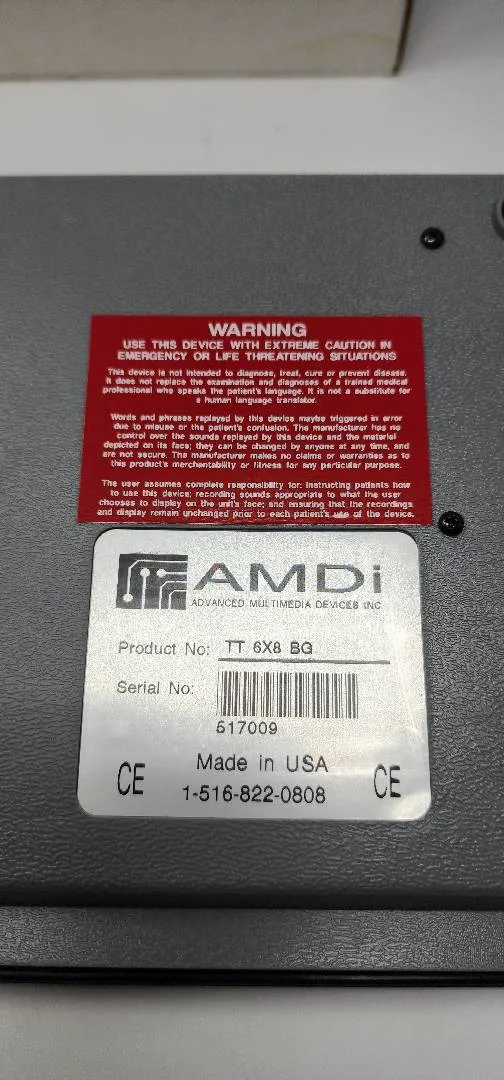 WARNING
USE THIS DEVICE WITH EXTREME CAUTION IN
EMERGENCY OR LIFE THREATENING SITUATIONS
This device is not intended to diagnose, treat, cure or prevent disease.
It does not replace the examination and diagnoses of a trained medical
professional who speaks the patient's language. It is not a substitute for
a human language translator.
Words and phrases replayed by this device maybe triggered in error
due to misuse or the patient's confusion. The manufacturer has no
control over the sounds replayed by this device and the material
depicted on its face; they can be changed by anyone at any time, and
are not secure. The manufacturer makes no claims or warranties as to
this product's merchantability or fitness for any particular purpose.
The user assumes complete responsibility for: instructing patients how
to use this device; recording sounds appropriate to what the user
chooses to display on the unit's face; and ensuring that the recordings
and display remain unchanged prior to each patient's use of the device.
AMDi
ADVANCED MULTIMEDIA DEVICES INC
Product No: TT 6X8 BG
Serial No:
517009
Made in USA
CE 1-516-822-0808 CE